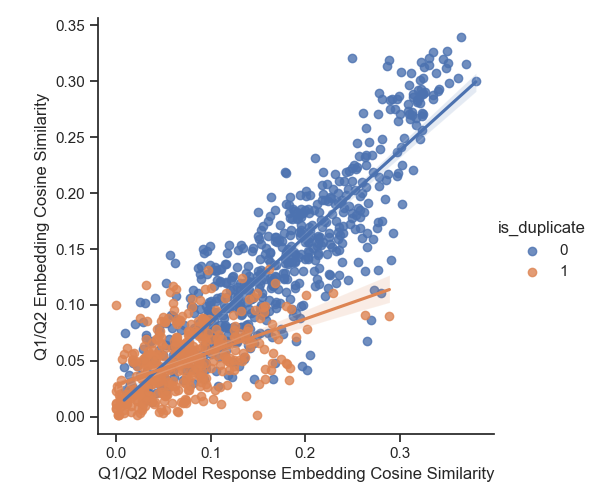 0.35
0.30
0.25
0.20
0.15
0.10
0.05
0.00
Q1/Q2 Embedding Cosine Similarity
0.0 0.1 0.2 0.3
Q1/Q2 Model Response Embedding Cosine Similarity
is_duplicate
0
1